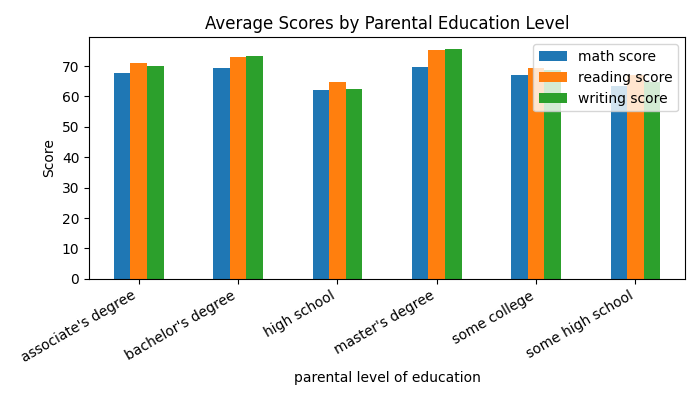 Average Scores by Parental Education Level
math score
reading score
writing score
Score
70
60
50
40
30
20
10
0
associate's degree
bachelor's degree
high school
master's degree
some college
some high school
parental level of education